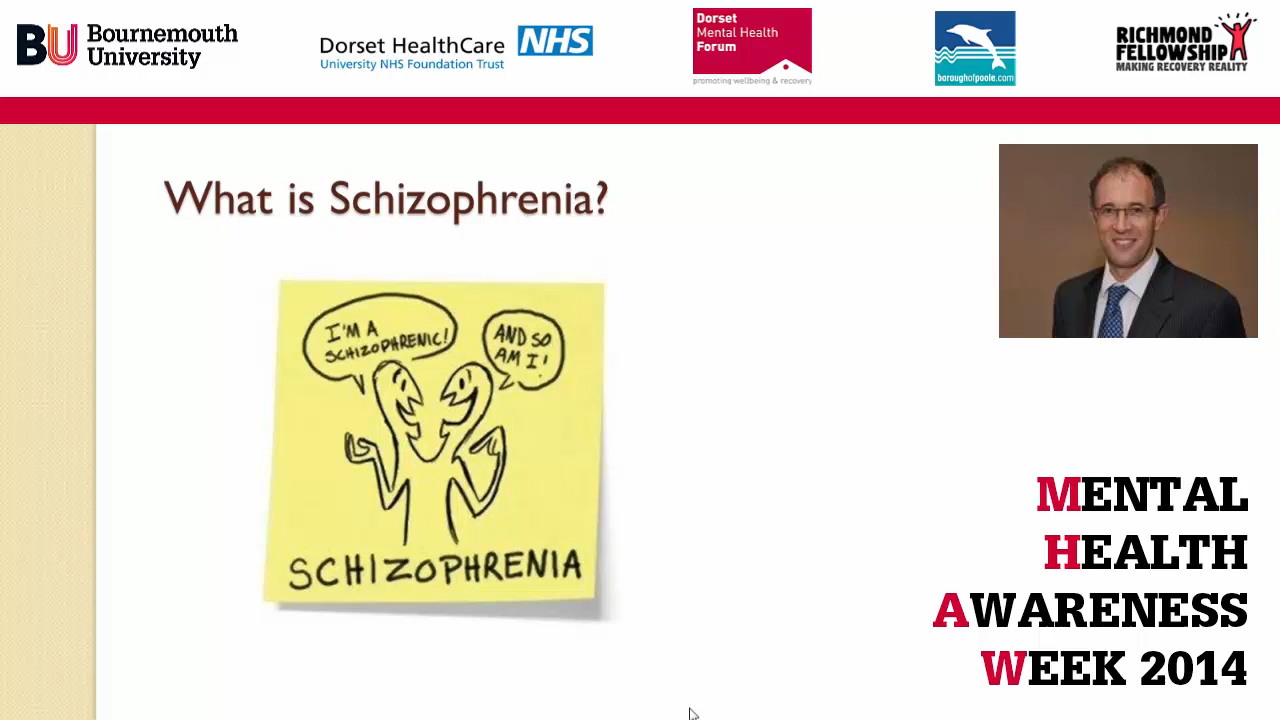 BU Bournemouth
University
Dorset HealthCare NHS
University NHS Foundation Trust
Dorset
Mental Health
Forum
promoting wellbeing & recovery
boroughofpoole.com
RICHMOND
FELLOWSHIP
MAKING RECOVERY REALITY
What is Schizophrenia?
I'M A
SCHIZOPHRENIC!
AND SO
AM I!
SCHIZOPHRENIA
MENTAL
HEALTH
AWARENESS
WEEK 2014